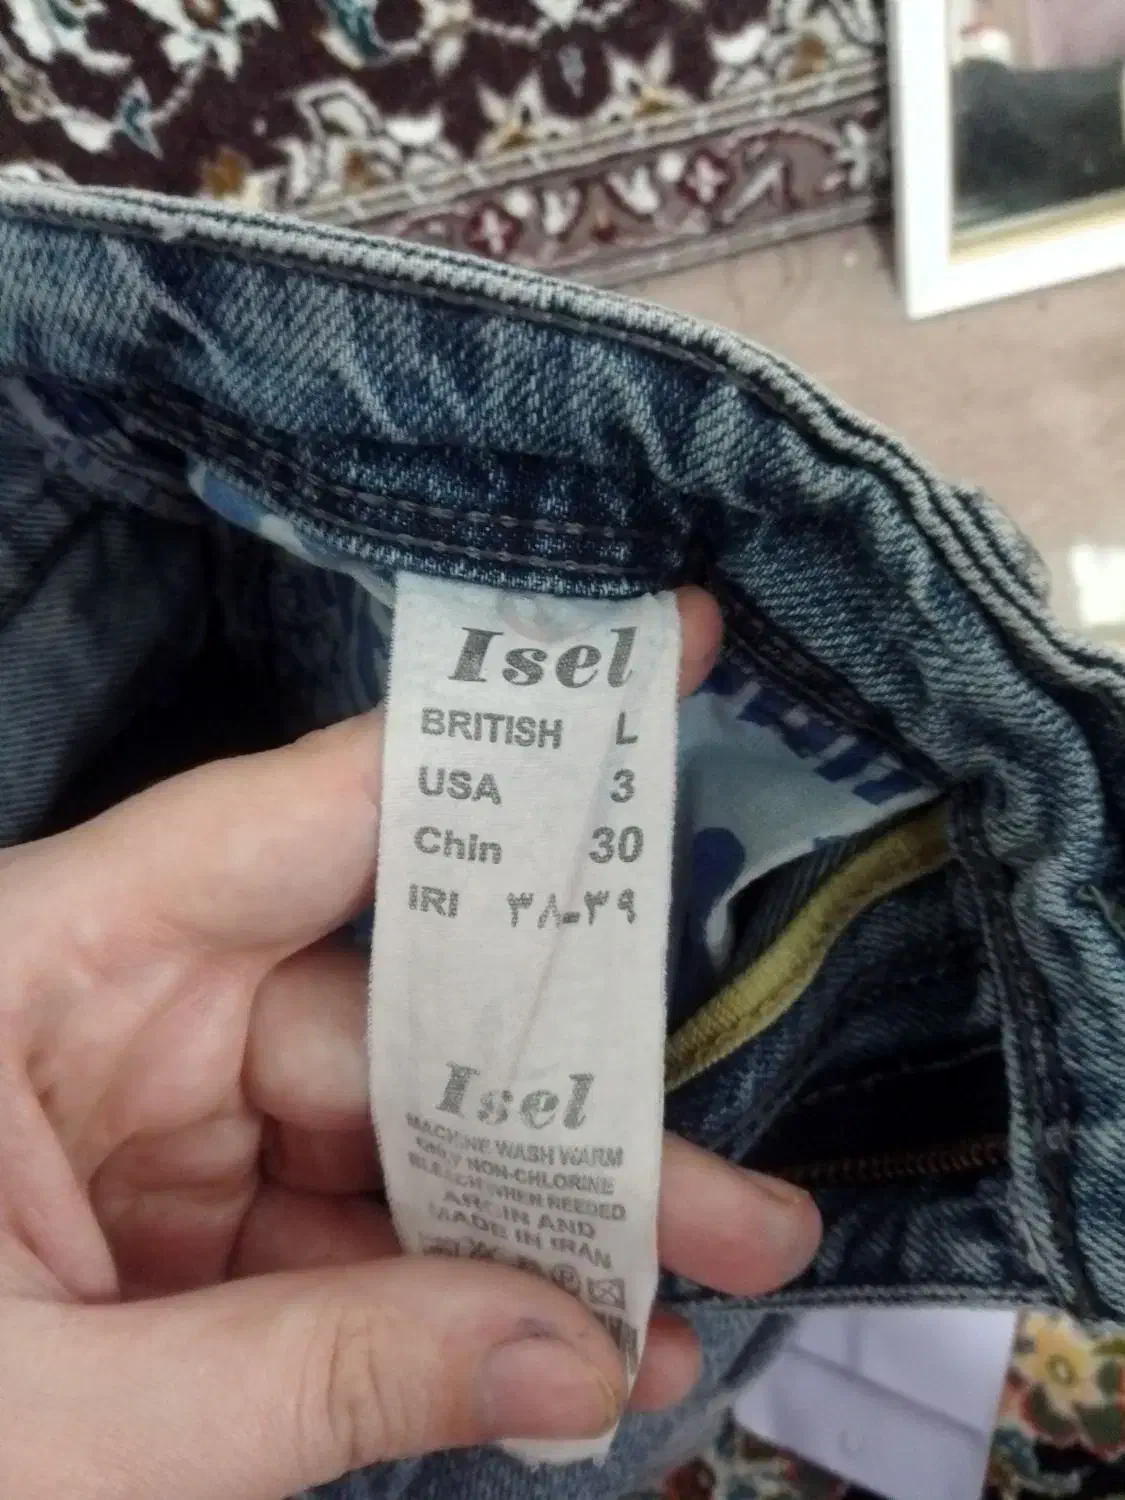 Isel
BRITISH L
USA 3
Chin 30
IRI ۳۸-۳۹
Isel
MACHINE WASH WARM
ONLY NON-CHLORINE
BLEACH WHEN NEEDED
AND
MADE IN IRAN